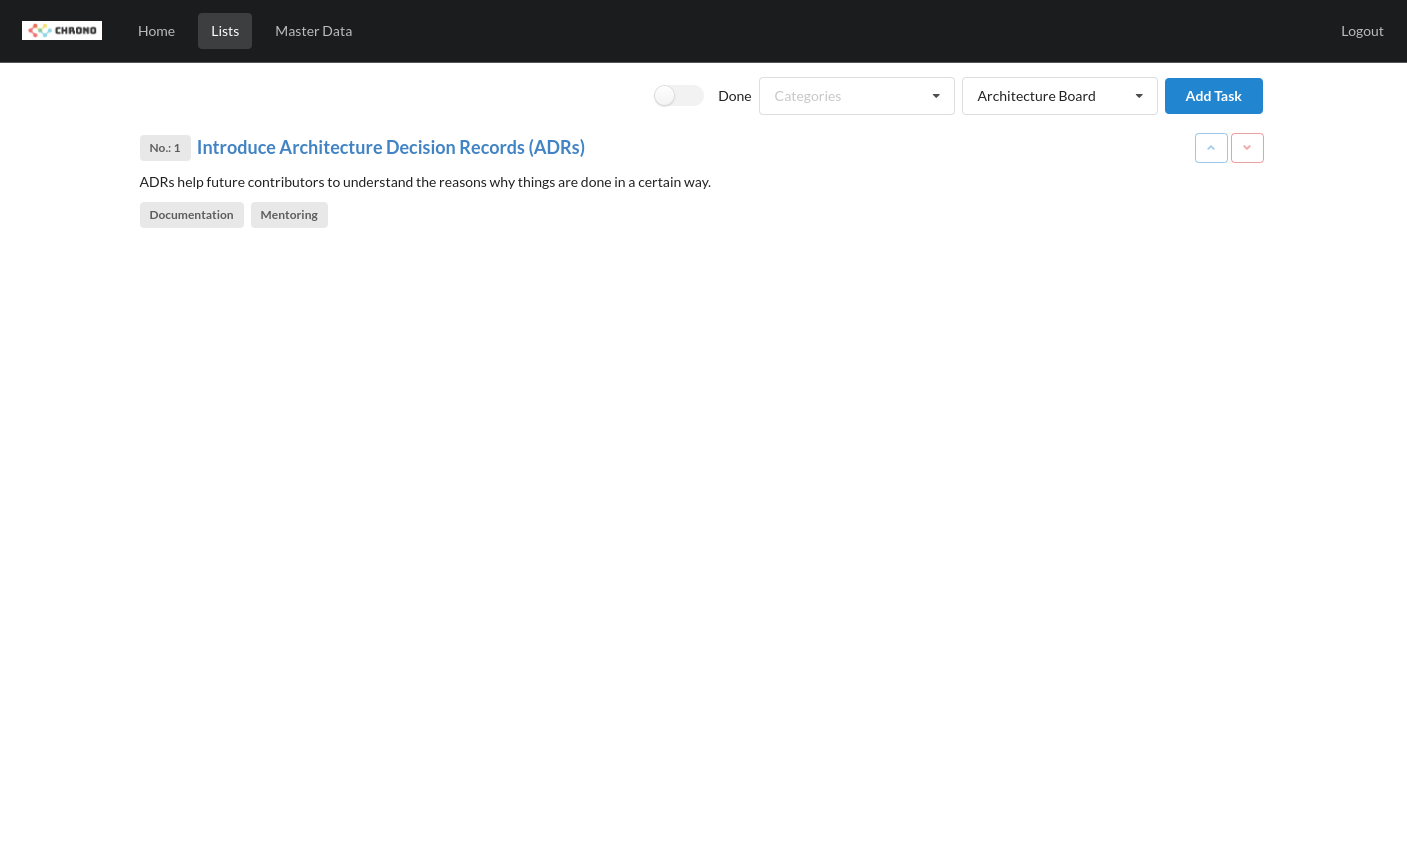 CHRONO Home Lists Master Data Logout
Done Categories Architecture Board Add Task
No.: 1 Introduce Architecture Decision Records (ADRs)
ADRs help future contributors to understand the reasons why things are done in a certain way.
Documentation Mentoring